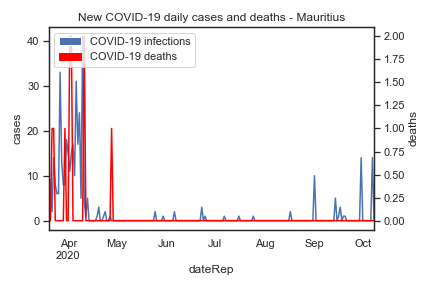 New COVID-19 daily cases and deaths - Mauritius
COVID-19 infections
COVID-19 deaths
cases
40
30
20
10
0
deaths
2.00
1.75
1.50
1.25
1.00
0.75
0.50
0.25
0.00
Apr May Jun Jul Aug Sep Oct
2020
dateRep